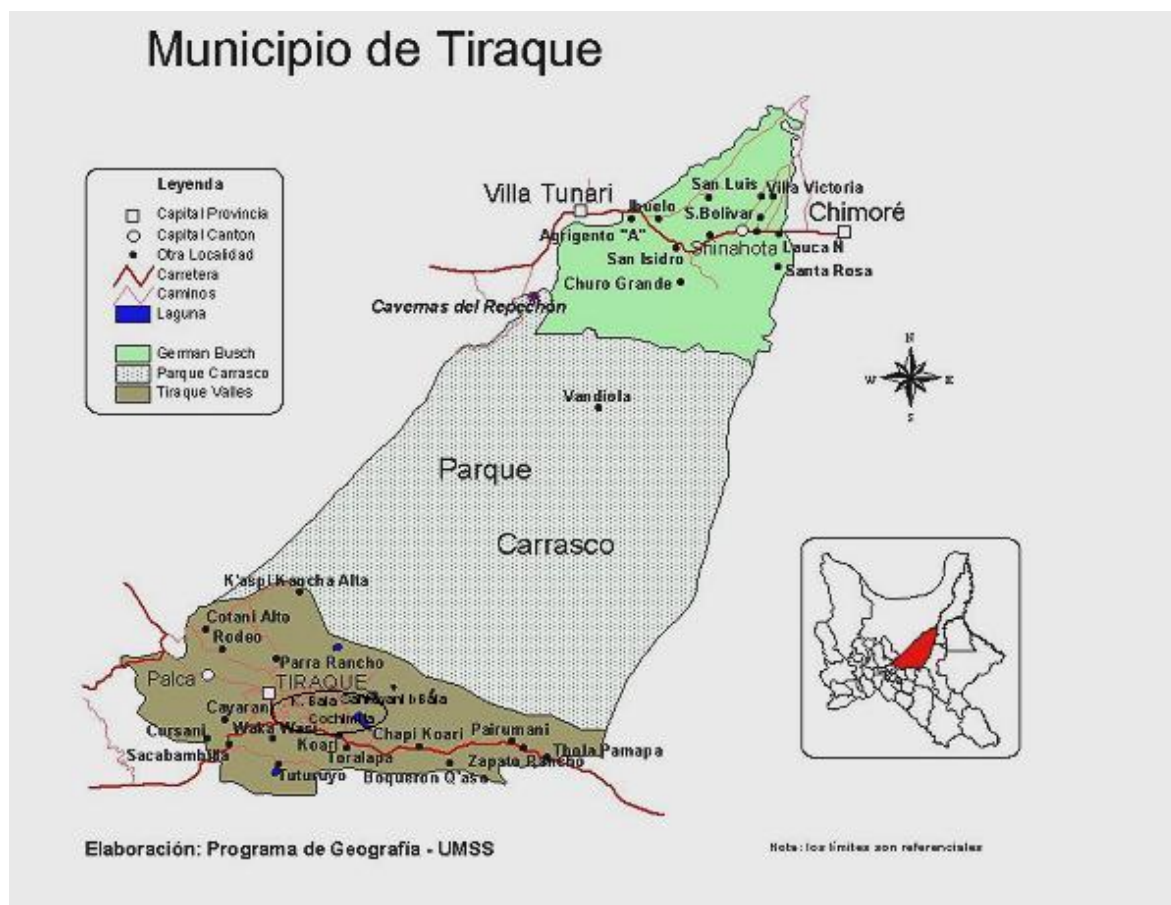 Municipio de Tiraque
Leyenda
Capital Provincia
Capital Canton
Otra Localidad
Carretera
Caminos
Laguna
German Busch
Parque Carrasco
Tiraque Valles
Villa Tunari
San Luis
Villa Victoria
Ibuelo
S.Bolivar
Chimoré
Agrigento "A"
Shinahota
Lauca Ñ
San Isidro
Santa Rosa
Churo Grande
Cavernas del Repechón
N
W
E
S
Vandiola
Parque
Carrasco
K'aspi Kancha Alta
Cotani Alto
Rodeo
Parra Rancho
Palca
TIRAQUE
K. Baja
Cochimita
Cayarani
Cursani
Waka Wasi
Chapi Koari
Pairumani
Koari
Sacabambilla
Toralapa
Thola Pamapa
Zapato Rancho
Tuturuyo
Boqueron Q'asa
Elaboración: Programa de Geografía - UMSS
Nota: los límites son referenciales